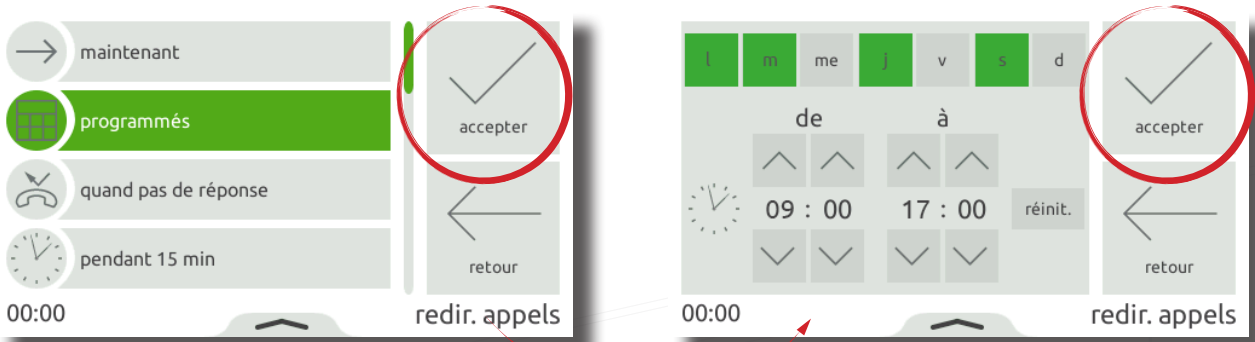 maintenant
programmés
quand pas de réponse
pendant 15 min
accepter
retour
00:00
redir. appels
l m me j v s d
de à
09 : 00 17 : 00
réinit.
accepter
retour
00:00
redir. appels